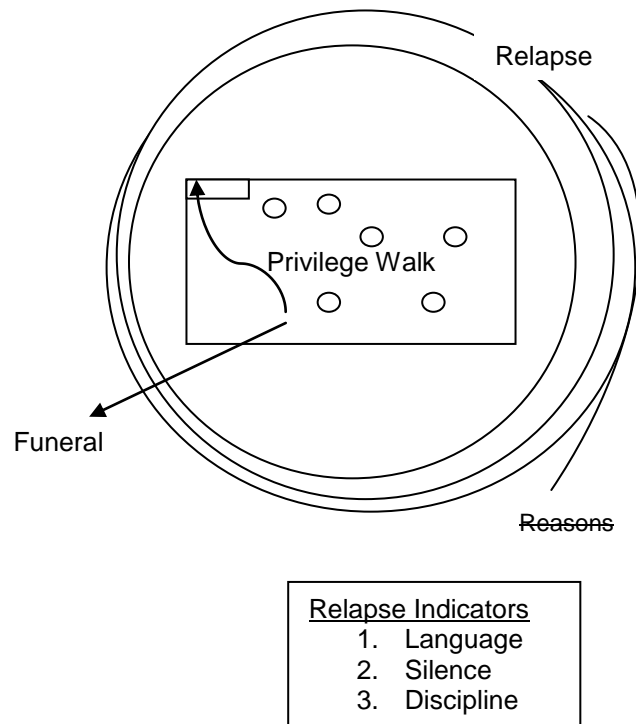 Relapse
Privilege Walk
Funeral
Reasons
Relapse Indicators
1. Language
2. Silence
3. Discipline